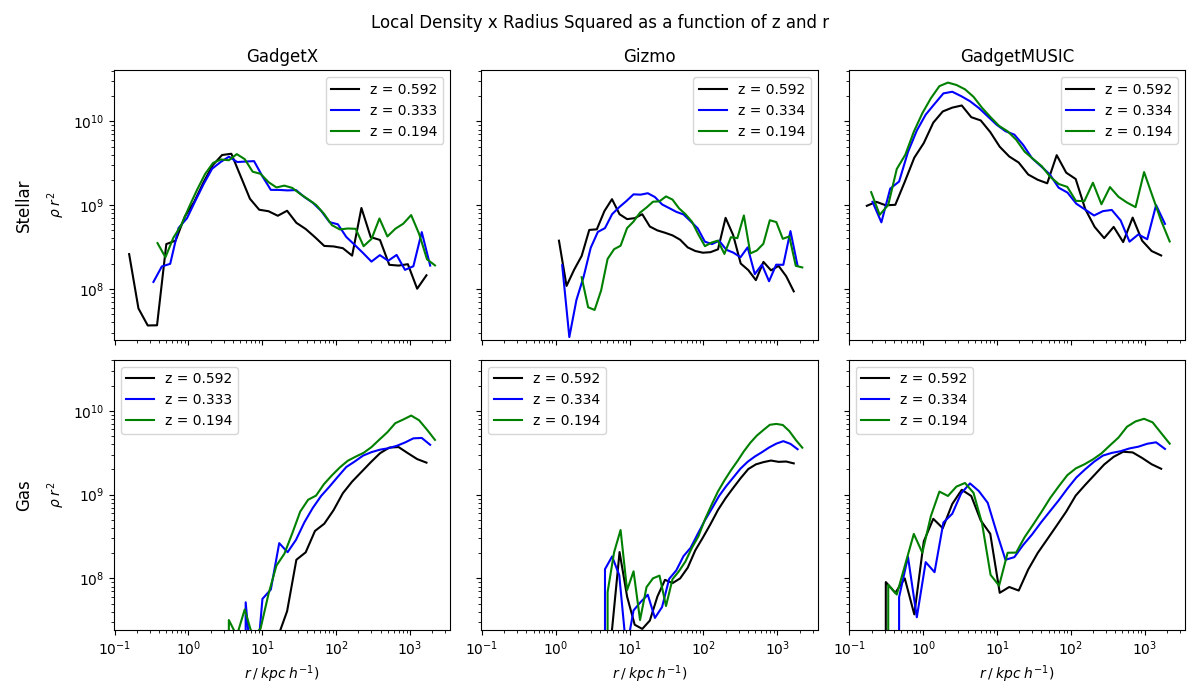 Local Density x Radius Squared as a function of z and r
GadgetX
Gizmo
GadgetMUSIC
Stellar
ρ r²
10¹⁰
10⁹
10⁸
z = 0.592
z = 0.333
z = 0.194
z = 0.592
z = 0.334
z = 0.194
z = 0.592
z = 0.334
z = 0.194
Gas
ρ r²
10¹⁰
10⁹
10⁸
z = 0.592
z = 0.333
z = 0.194
z = 0.592
z = 0.334
z = 0.194
z = 0.592
z = 0.334
z = 0.194
10⁻¹ 10⁰ 10¹ 10² 10³
10⁻¹ 10⁰ 10¹ 10² 10³
10⁻¹ 10⁰ 10¹ 10² 10³
r / kpc h⁻¹)
r / kpc h⁻¹)
r / kpc h⁻¹)